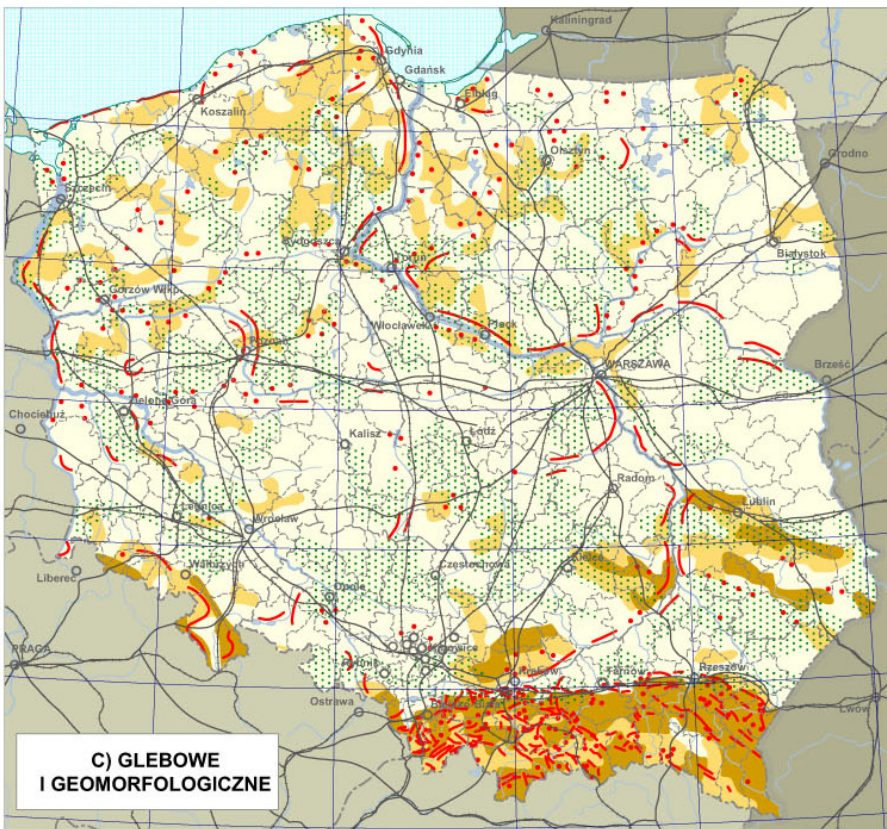 Kaliningrad
Gdynia
Gdańsk
Elbląg
Koszalin
Olsztyn
Grodno
Szczecin
Bydgoszcz
Białystok
Toruń
Gorzów Wlkp.
Włocławek
Płock
Poznań
WARSZAWA
Brześć
Chociebuż
Zielona Góra
Kalisz
Łódź
Radom
Lublin
Legnica
Wrocław
Liberec
Wałbrzych
Częstochowa
Kielce
Opole
PRAGA
Katowice
Rybnik
Kraków
Tarnów
Rzeszów
Ostrawa
Bielsko-Biała
Lwów
C) GLEBOWE
I GEOMORFOLOGICZNE